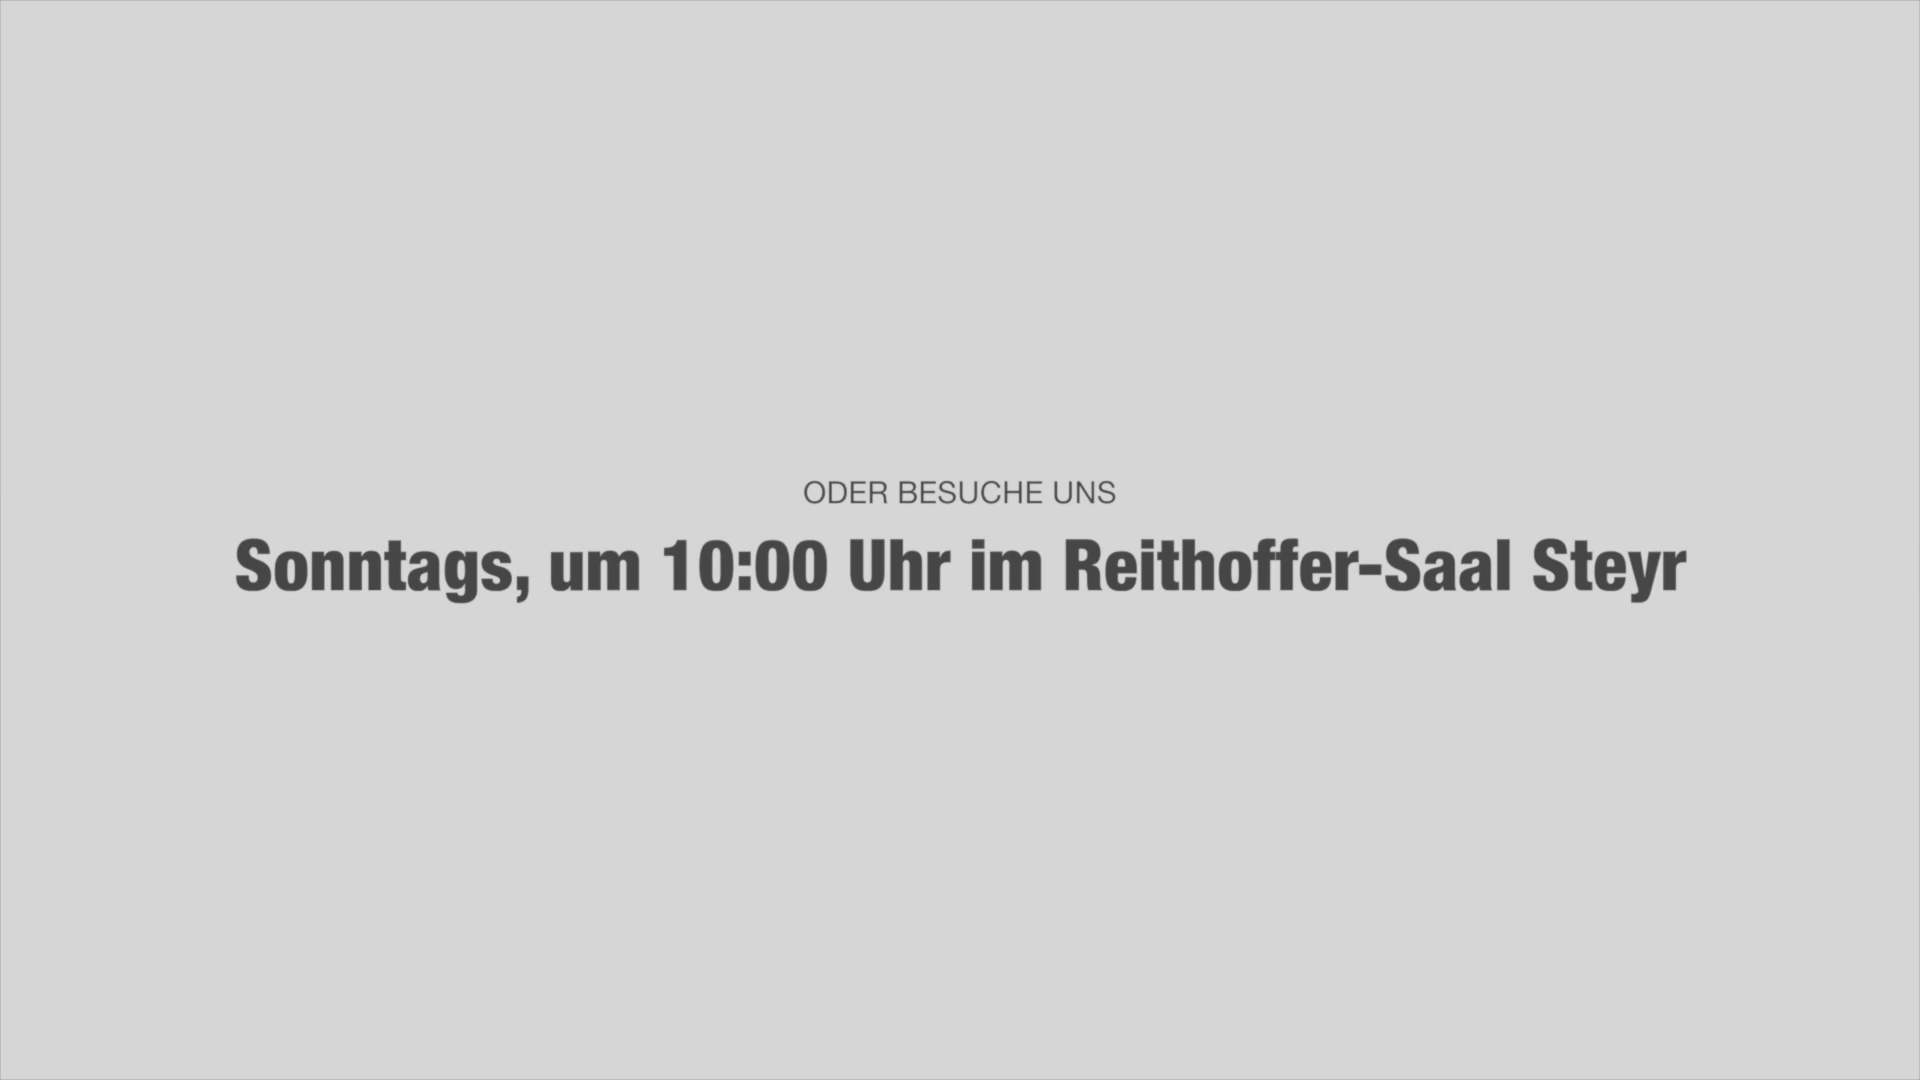 ODER BESUCHE UNS
Sonntags, um 10:00 Uhr im Reithoffer-Saal Steyr